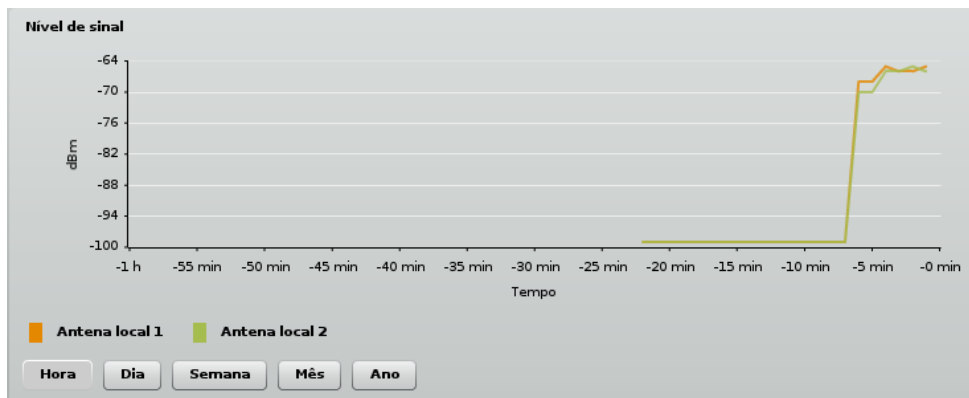 Nível de sinal
-64
-70
-76
-82
-88
-94
-100
dBm
-1 h -55 min -50 min -45 min -40 min -35 min -30 min -25 min -20 min -15 min -10 min -5 min -0 min
Tempo
Antena local 1 Antena local 2
Hora Dia Semana Mês Ano